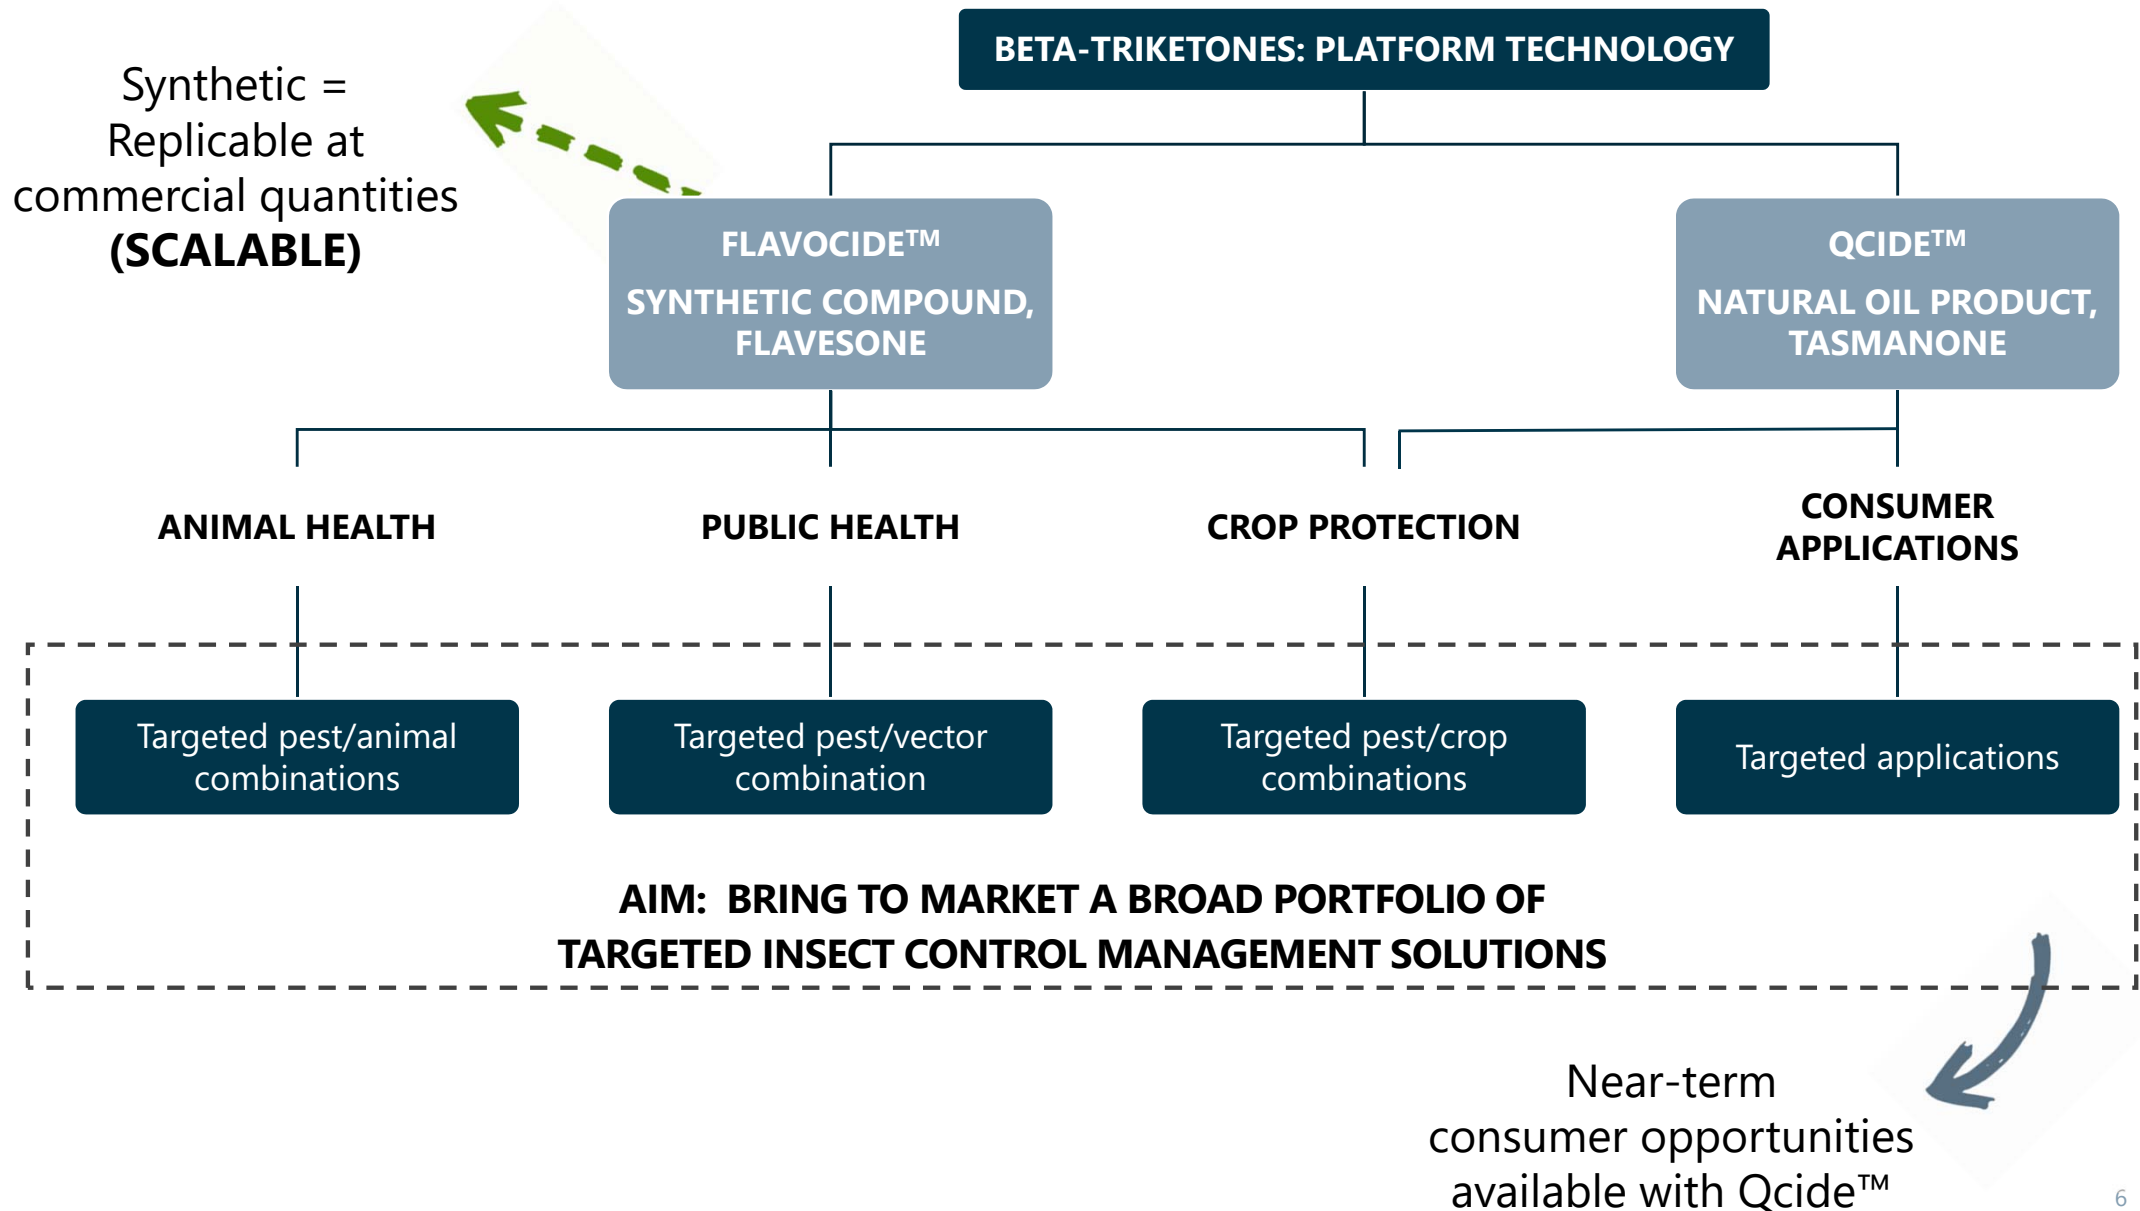 BETA-TRIKETONES: PLATFORM TECHNOLOGY
Synthetic =
Replicable at
commercial quantities
(SCALABLE)
FLAVOCIDE™
SYNTHETIC COMPOUND,
FLAVESONE
QCIDE™
NATURAL OIL PRODUCT,
TASMANONE
ANIMAL HEALTH
PUBLIC HEALTH
CROP PROTECTION
CONSUMER
APPLICATIONS
Targeted pest/animal
combinations
Targeted pest/vector
combination
Targeted pest/crop
combinations
Targeted applications
AIM: BRING TO MARKET A BROAD PORTFOLIO OF
TARGETED INSECT CONTROL MANAGEMENT SOLUTIONS
Near-term
consumer opportunities
available with Qcide™
6